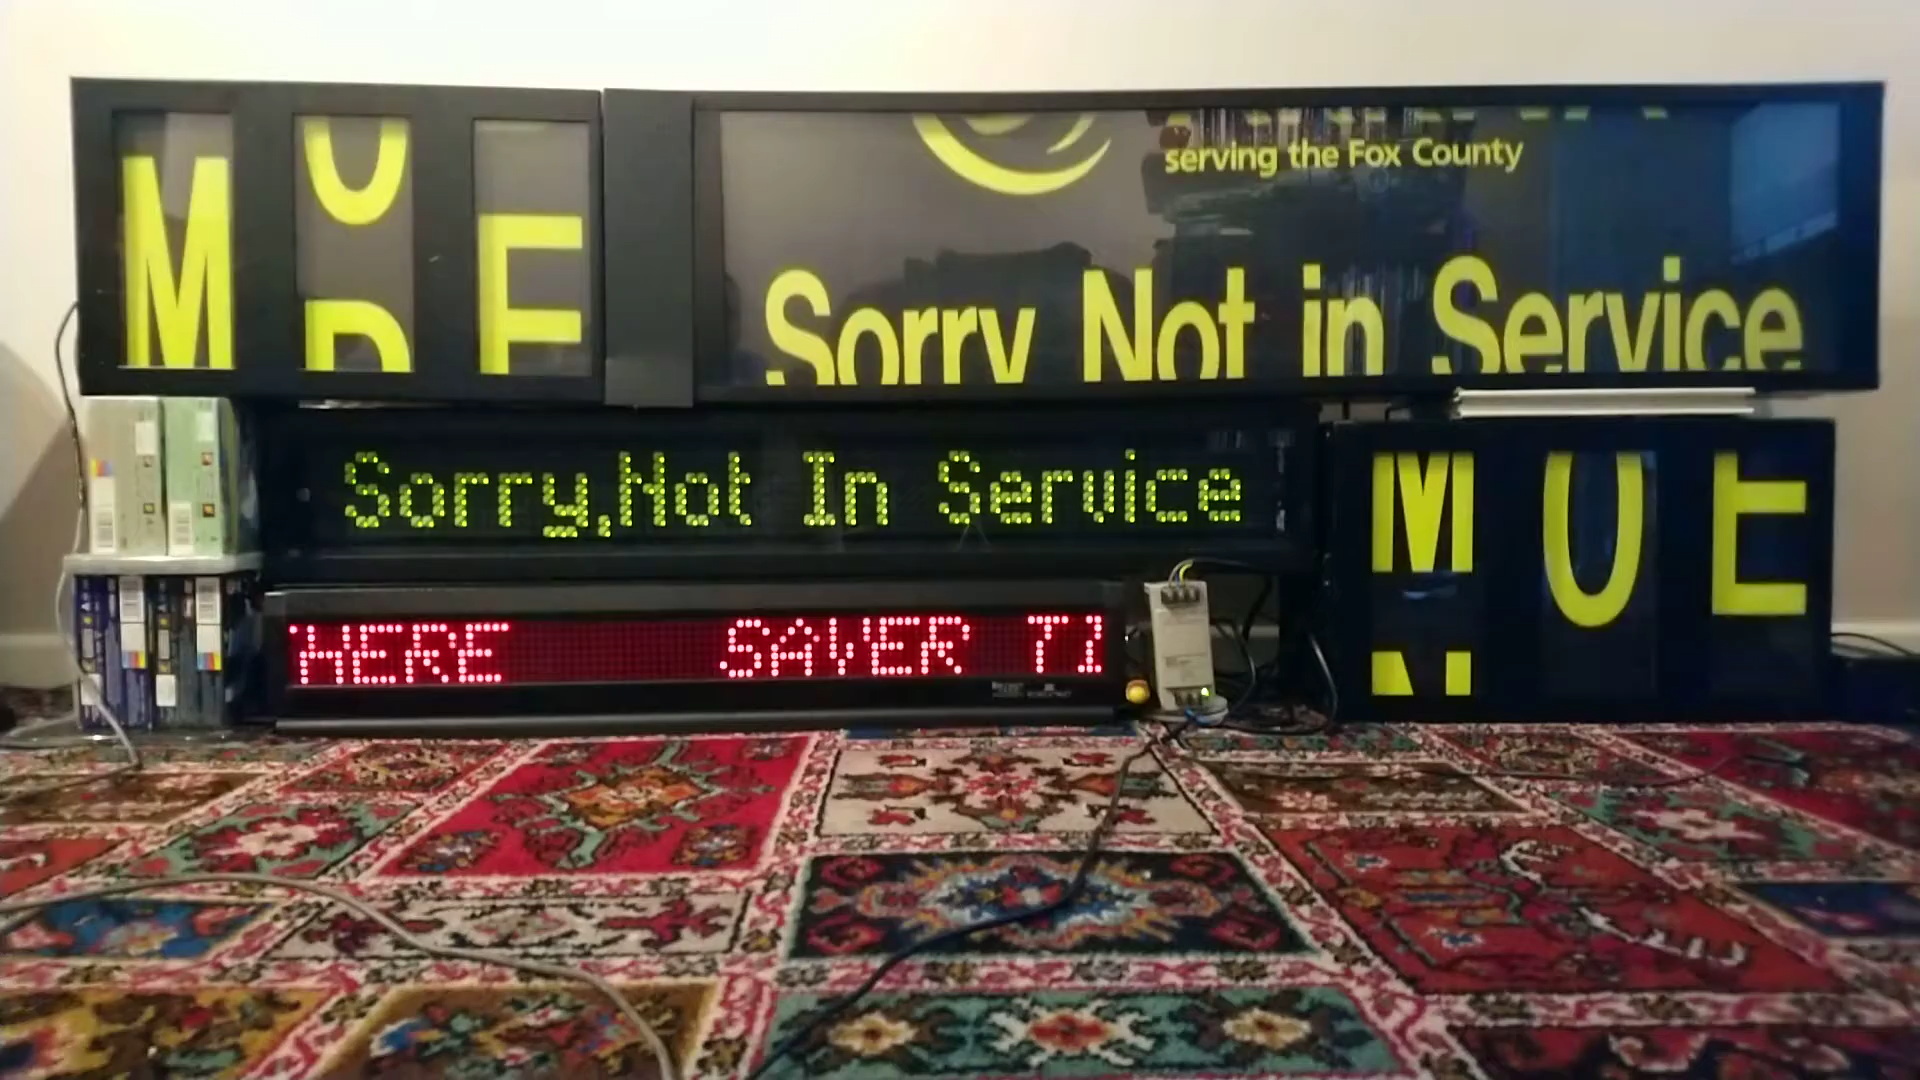 M O E
serving the Fox County
Sorry Not in Service
Sorry,Not In Service
M O E
HERE SAVER TI